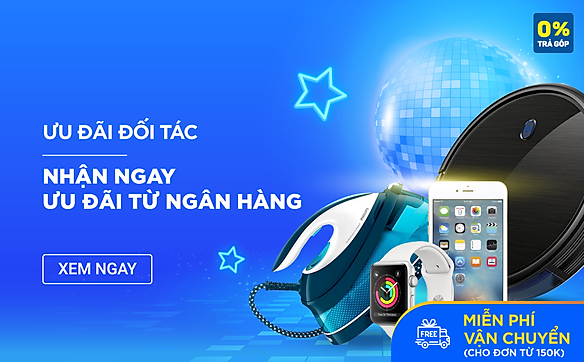 0%
TRẢ GÓP
ƯU ĐÃI ĐỐI TÁC
NHẬN NGAY
ƯU ĐÃI TỪ NGÂN HÀNG
XEM NGAY
FREE
MIỄN PHÍ
VẬN CHUYỂN
(CHO ĐƠN TỪ 150K)